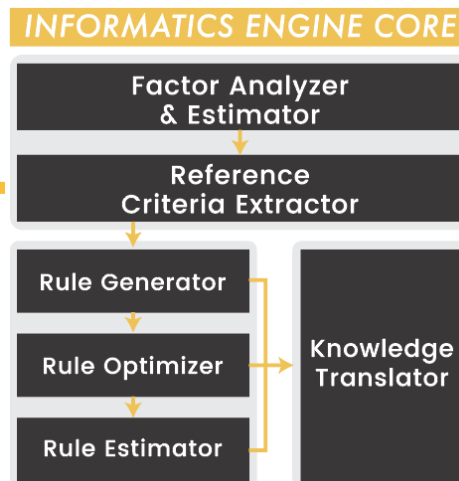 INFORMATICS ENGINE CORE
Factor Analyzer
& Estimator
Reference
Criteria Extractor
Rule Generator
Rule Optimizer
Rule Estimator
Knowledge
Translator